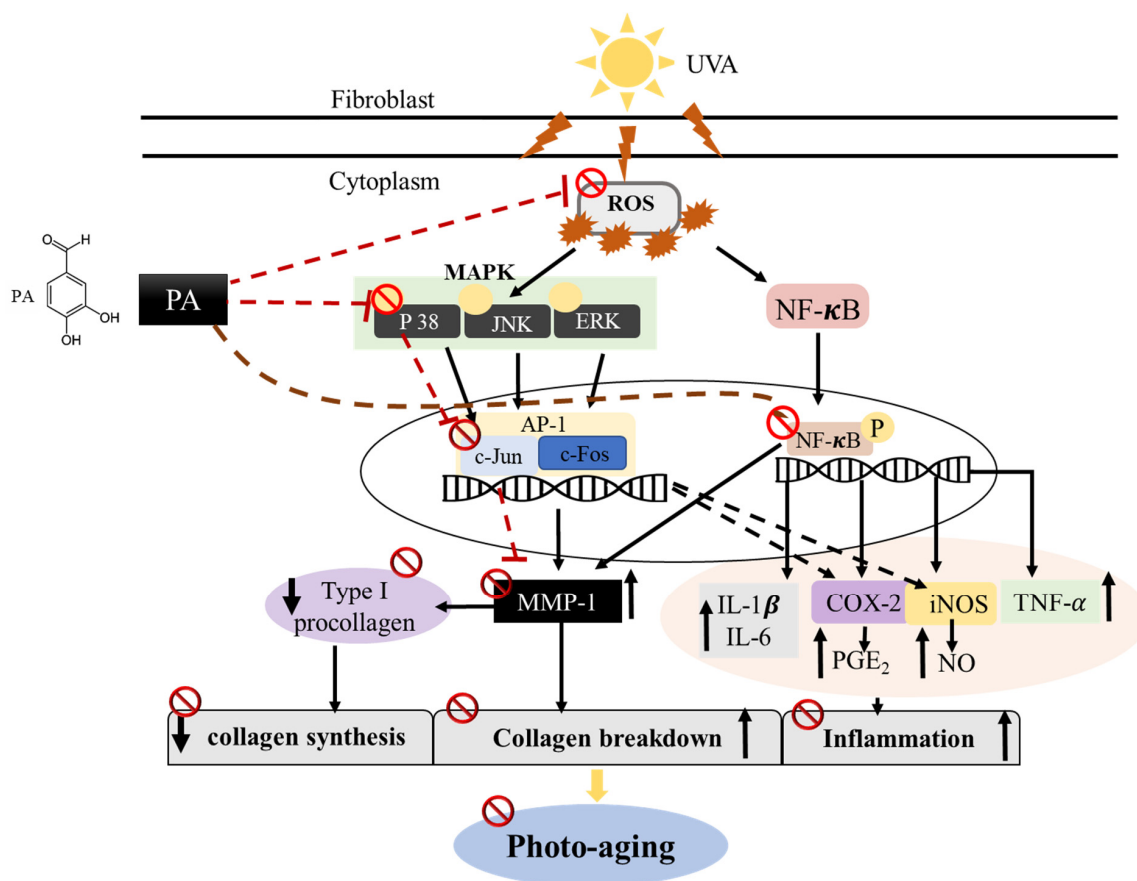 UVA
Fibroblast
Cytoplasm
ROS
O
H
PA
OH
OH
PA
MAPK
P 38
JNK
ERK
NF-κB
AP-1
c-Jun
c-Fos
NF-κB
P
Type I
procollagen
MMP-1
IL-1β
IL-6
COX-2
iNOS
TNF-α
PGE₂
NO
collagen synthesis
Collagen breakdown
Inflammation
Photo-aging